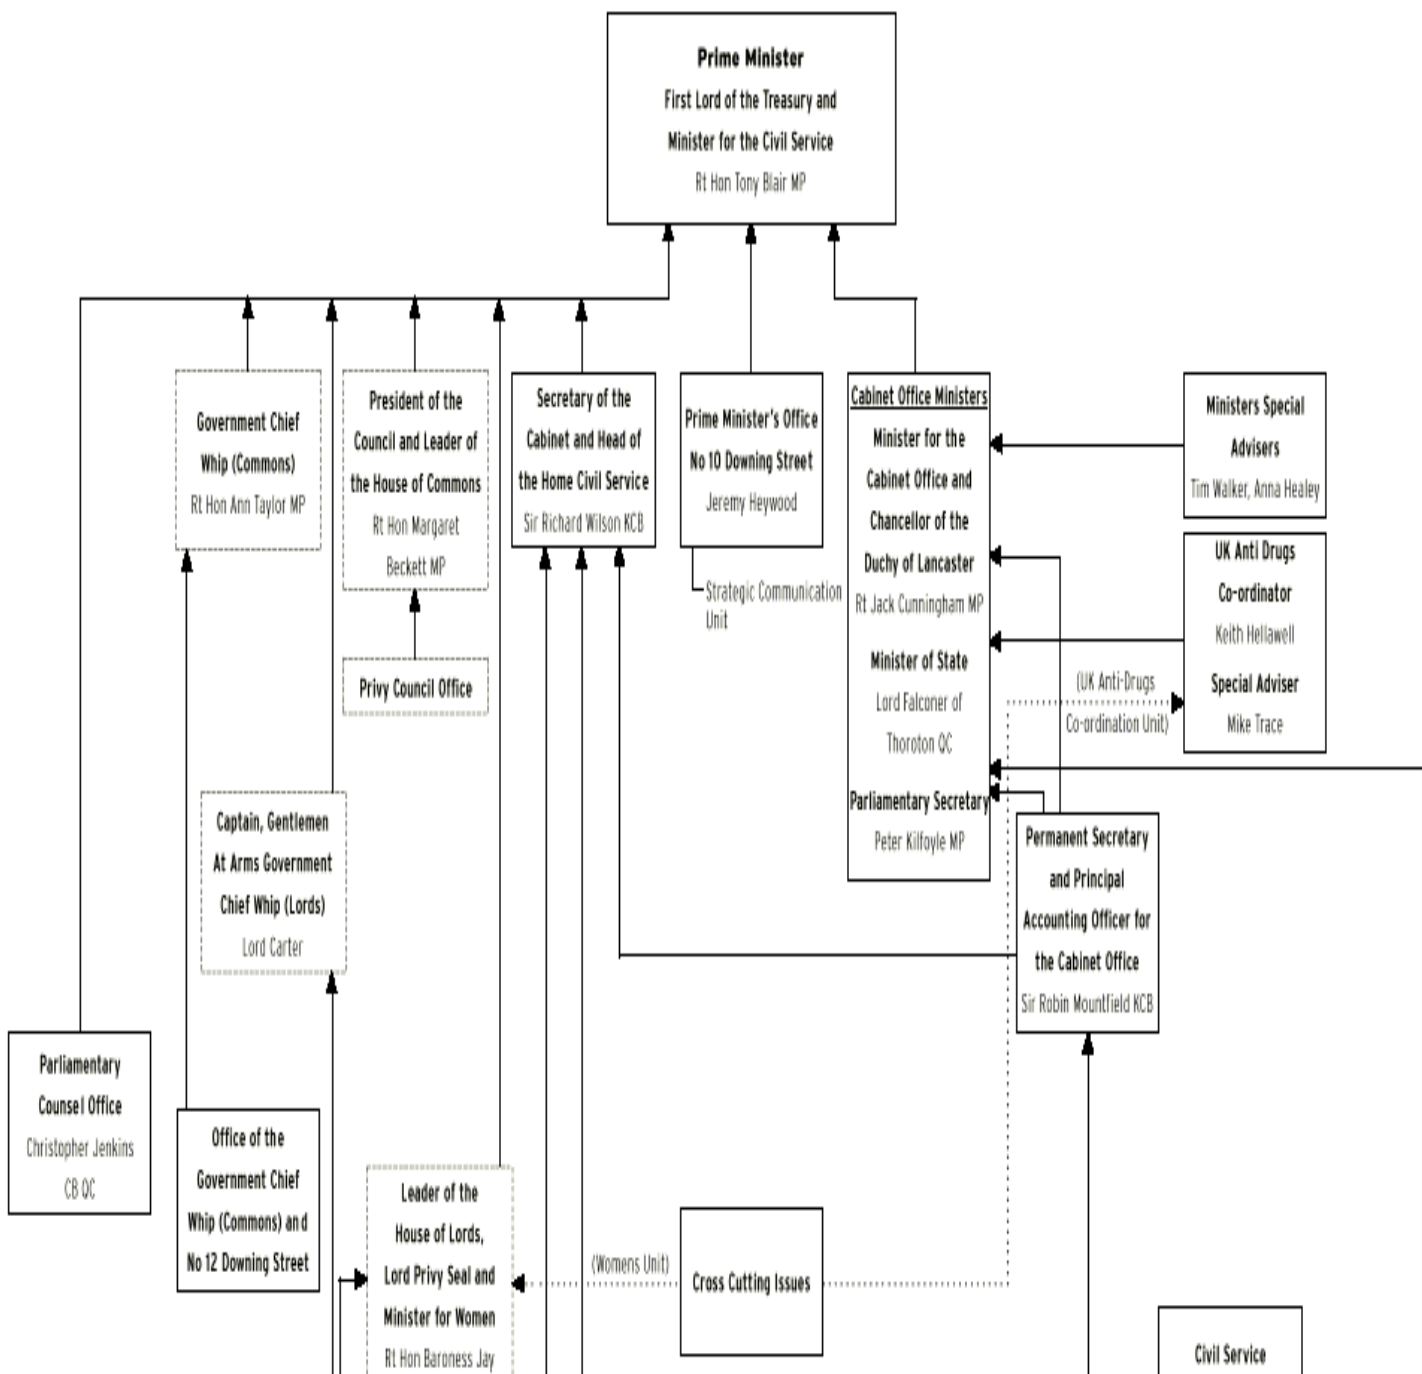 Prime Minister
First Lord of the Treasury and
Minister for the Civil Service
Rt Hon Tony Blair MP
Government Chief
Whip (Commons)
Rt Hon Ann Taylor MP
President of the
Council and Leader of
the House of Commons
Rt Hon Margaret
Beckett MP
Secretary of the
Cabinet and Head of
the Home Civil Service
Sir Richard Wilson KCB
Prime Minister's Office
No 10 Downing Street
Jeremy Heywood
Strategic Communication
Unit
Cabinet Office Ministers
Minister for the
Cabinet Office and
Chancellor of the
Duchy of Lancaster
Rt Jack Cunningham MP
Minister of State
Lord Falconer of
Thoroton QC
Parliamentary Secretary
Peter Kilfoyle MP
Ministers Special
Advisers
Tim Walker, Anna Healey
UK Anti Drugs
Co-ordinator
Keith Hellawell
Special Adviser
Mike Trace
(UK Anti-Drugs
Co-ordination Unit)
Privy Council Office
Captain, Gentlemen
At Arms Government
Chief Whip (Lords)
Lord Carter
Permanent Secretary
and Principal
Accounting Officer for
the Cabinet Office
Sir Robin Mountfield KCB
Parliamentary
Counsel Office
Christopher Jenkins
CB QC
Office of the
Government Chief
Whip (Commons) and
No 12 Downing Street
Leader of the
House of Lords,
Lord Privy Seal and
Minister for Women
Rt Hon Baroness Jay
(Womens Unit)
Cross Cutting Issues
Civil Service